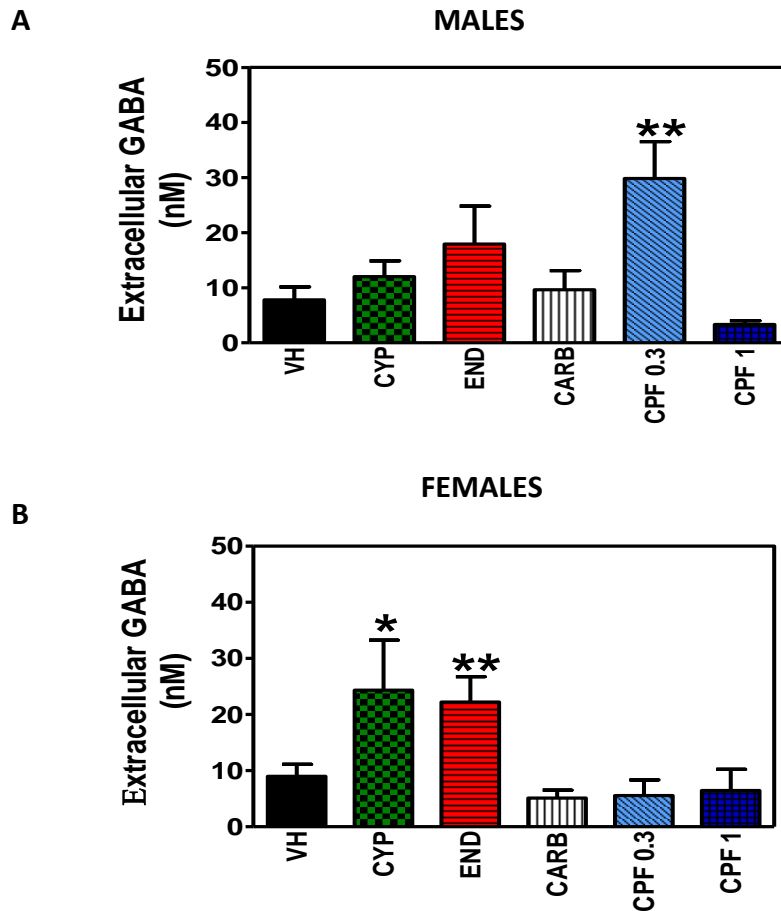 A
MALES
Extracellular GABA
(nM)
50
40
30
20
10
0
**
VH
CYP
END
CARB
CPF 0.3
CPF 1
B
FEMALES
Extracellular GABA
(nM)
50
40
30
20
10
0
*
**
VH
CYP
END
CARB
CPF 0.3
CPF 1